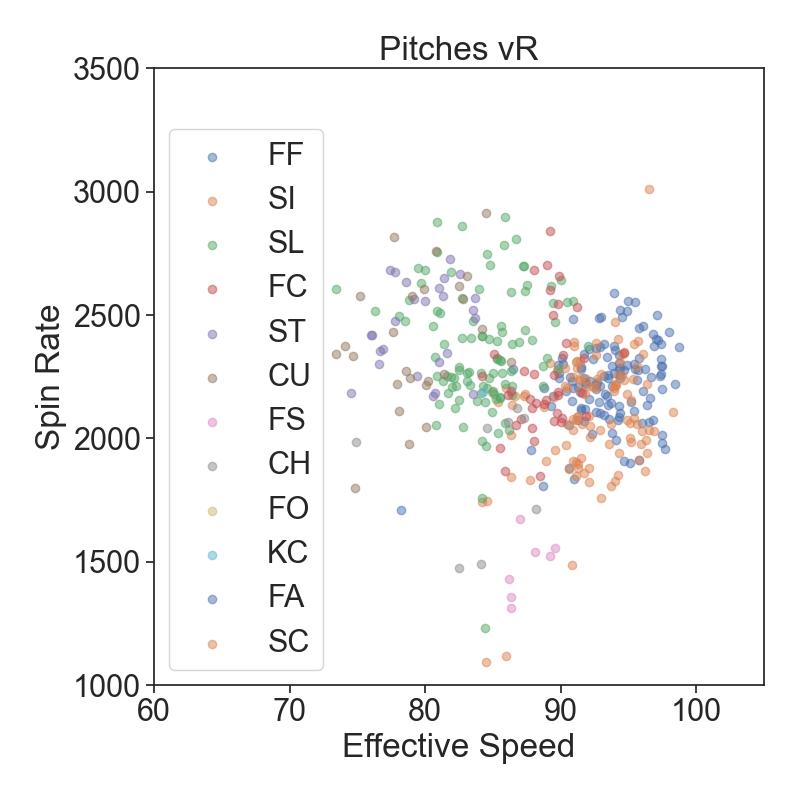 Pitches vR
3500
3000
2500
2000
1500
1000
Spin Rate
FF
SI
SL
FC
ST
CU
FS
CH
FO
KC
FA
SC
60 70 80 90 100
Effective Speed